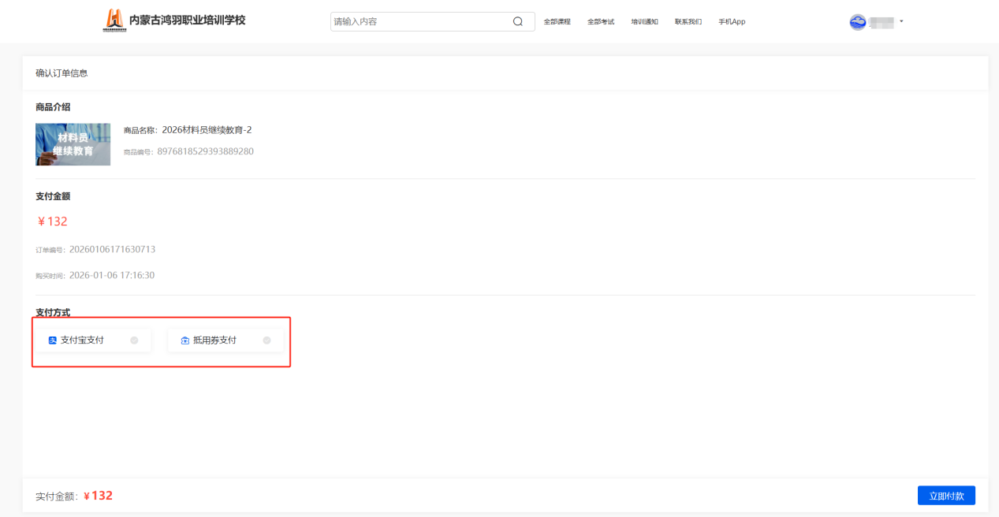 内蒙古鸿羽职业培训学校 请输入内容 全部课程 全部考试 培训通知 联系我们 手机App
确认订单信息
商品介绍
材料员
继续教育
商品名称：2026材料员继续教育-2
商品编号：8976818529393889280
支付金额
￥132
订单编号：20260106171630713
购买时间：2026-01-06 17:16:30
支付方式
支付宝支付 抵用券支付
实付金额：￥132 立即付款